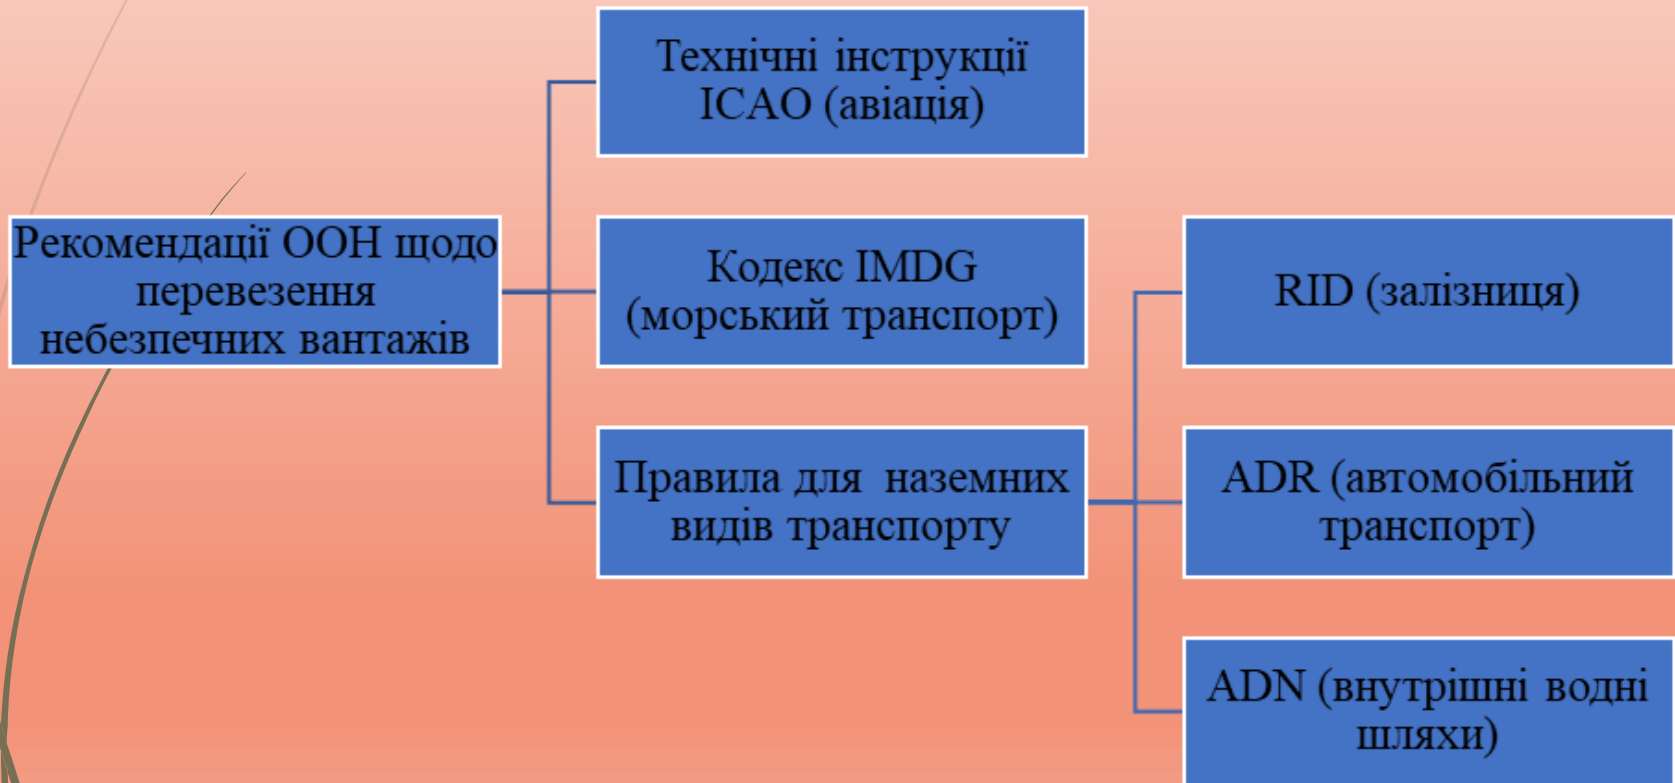 Технічні інструкції
ICAO (авіація)
Рекомендації ООН щодо
перевезення
небезпечних вантажів
Кодекс IMDG
(морський транспорт)
RID (залізниця)
Правила для наземних
видів транспорту
ADR (автомобільний
транспорт)
ADN (внутрішні водні
шляхи)